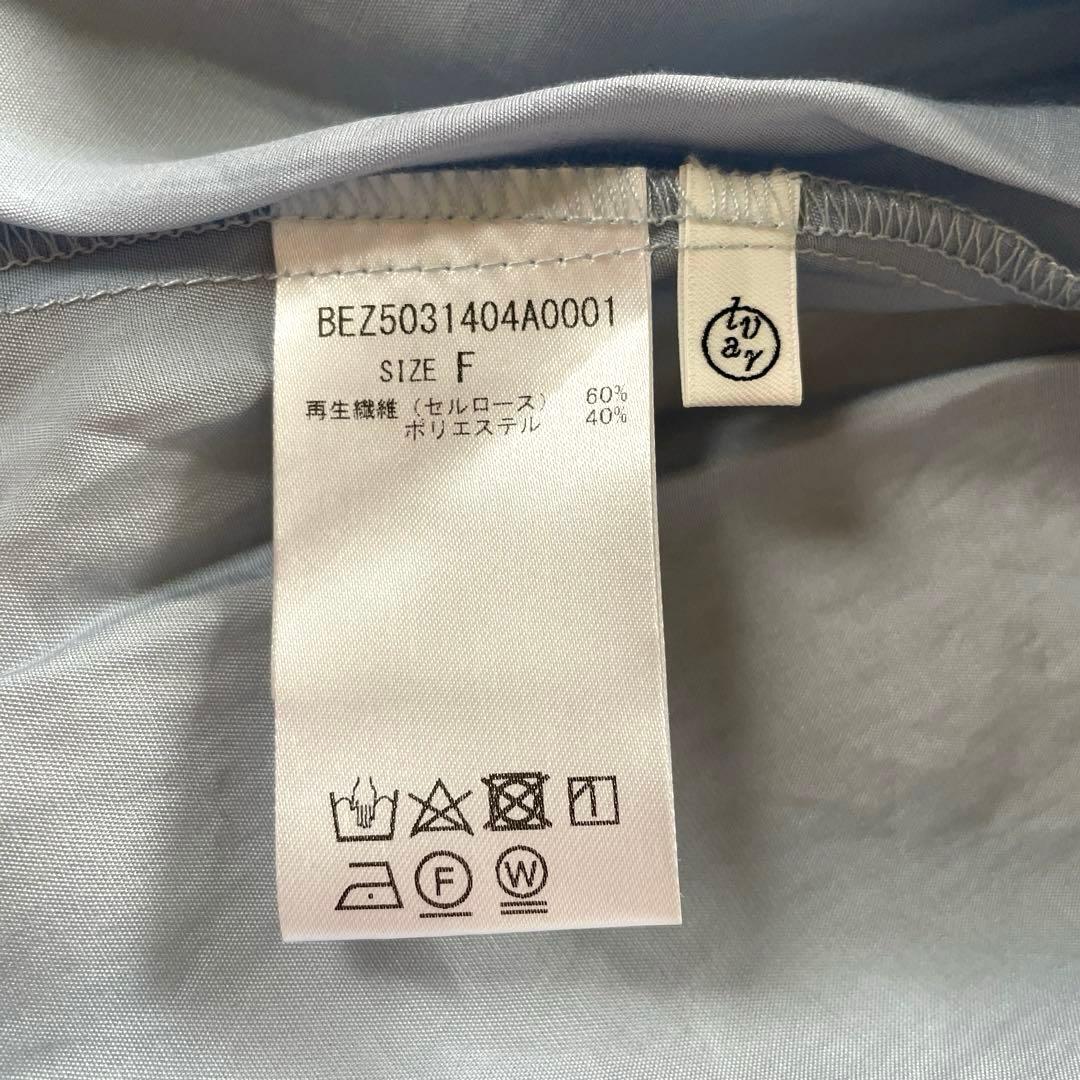 BEZ5031404A0001
SIZE F
再生繊維（セルロース） 60%
ポリエステル 40%
F
W